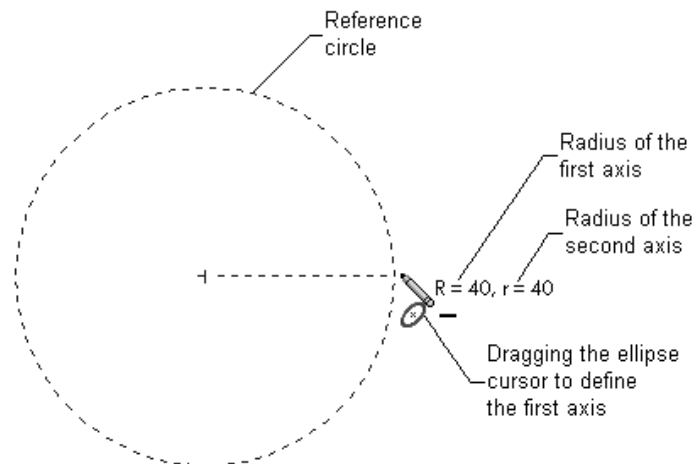 Reference
circle
Radius of the
first axis
Radius of the
second axis
R = 40, r = 40
Dragging the ellipse
cursor to define
the first axis